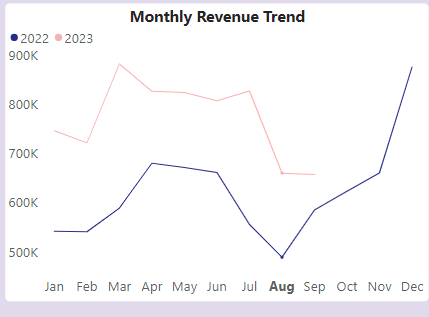 Monthly Revenue Trend
2022 2023
900K
800K
700K
600K
500K
Jan Feb Mar Apr May Jun Jul Aug Sep Oct Nov Dec